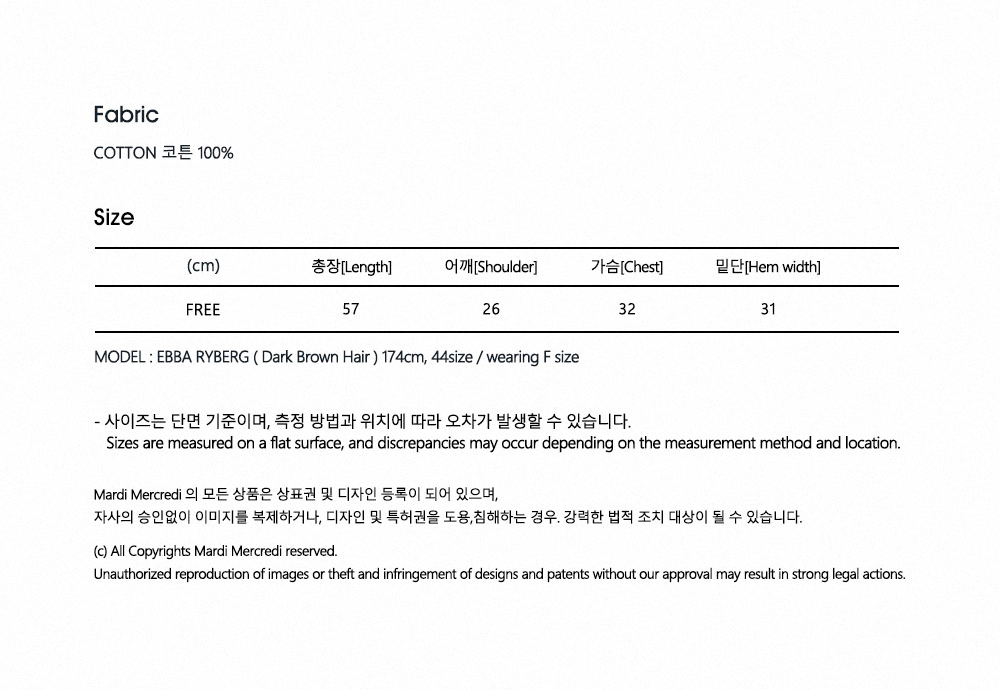 Fabric
COTTON 코튼 100%
Size
(cm) 총장[Length] 어깨[Shoulder] 가슴[Chest] 밑단[Hem width]
FREE 57 26 32 31
MODEL : EBBA RYBERG ( Dark Brown Hair ) 174cm, 44size / wearing F size
- 사이즈는 단면 기준이며, 측정 방법과 위치에 따라 오차가 발생할 수 있습니다.
Sizes are measured on a flat surface, and discrepancies may occur depending on the measurement method and location.
Mardi Mercredi 의 모든 상품은 상표권 및 디자인 등록이 되어 있으며,
자사의 승인없이 이미지를 복제하거나, 디자인 및 특허권을 도용,침해하는 경우. 강력한 법적 조치 대상이 될 수 있습니다.
(c) All Copyrights Mardi Mercredi reserved.
Unauthorized reproduction of images or theft and infringement of designs and patents without our approval may result in strong legal actions.